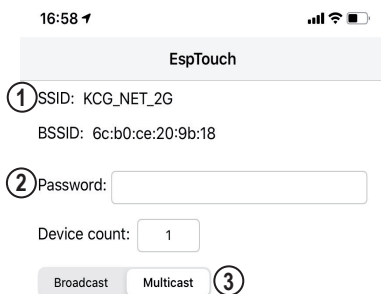 16:58
EspTouch
1 SSID: KCG_NET_2G
BSSID: 6c:b0:ce:20:9b:18
2 Password:
Device count: 1
Broadcast Multicast 3